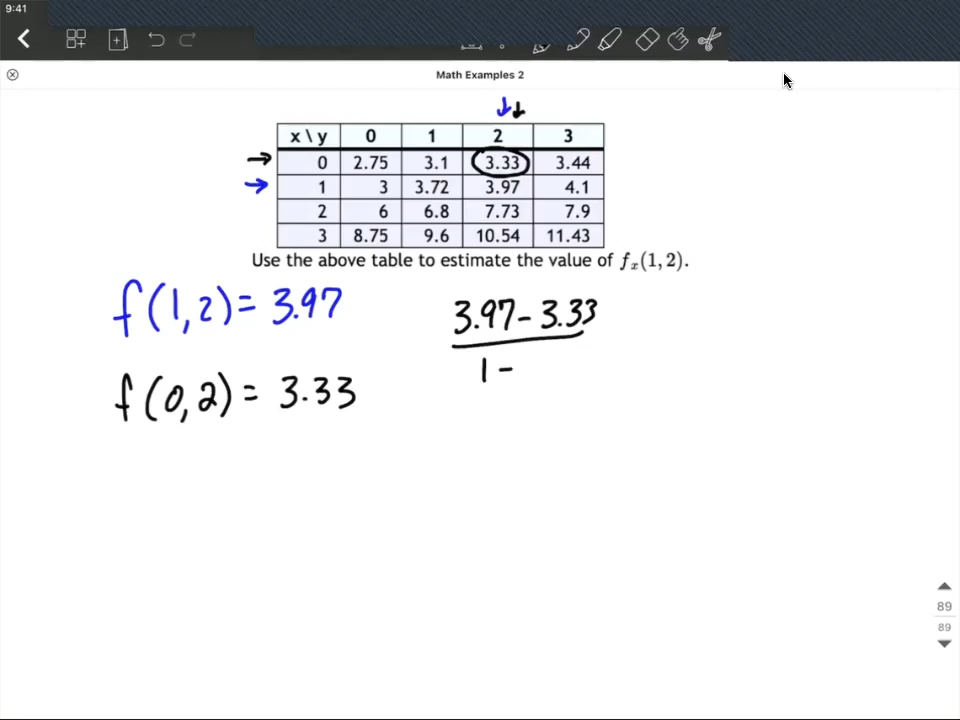 9:41
Math Examples 2
x \ y 0 1 2 3
0 2.75 3.1 3.33 3.44
1 3 3.72 3.97 4.1
2 6 6.8 7.73 7.9
3 8.75 9.6 10.54 11.43
Use the above table to estimate the value of fₓ(1, 2).
f(1,2) = 3.97
3.97 - 3.33
1 -
f(0,2) = 3.33
89
89